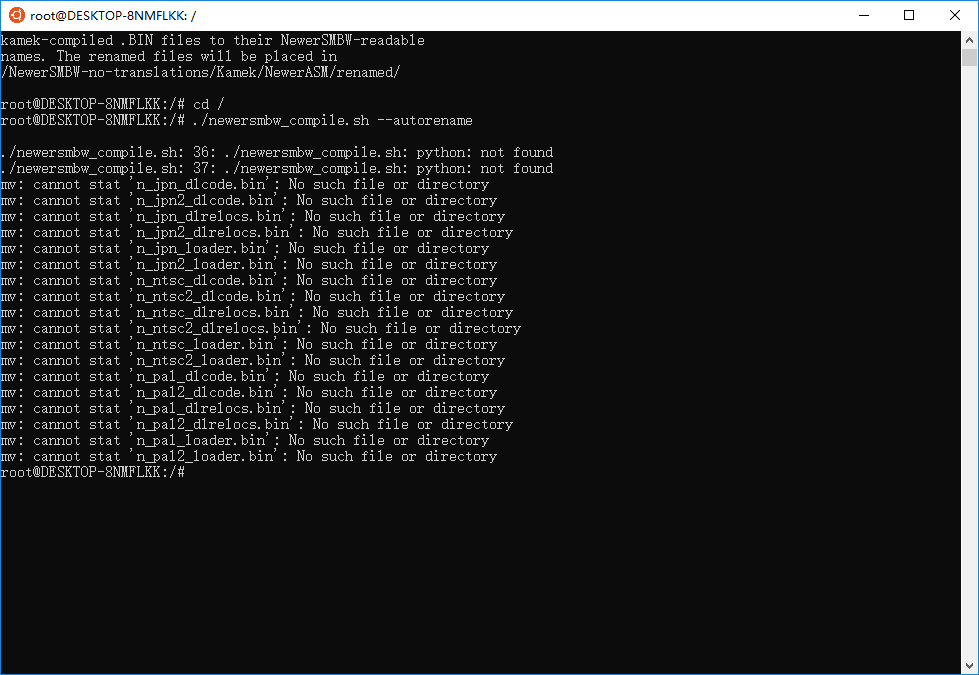 root@DESKTOP-8NMFLKK: /
kamek-compiled .BIN files to their NewerSMBW-readable
names. The renamed files will be placed in
/NewerSMBW-no-translations/Kamek/NewerASM/renamed/
root@DESKTOP-8NMFLKK:/# cd /
root@DESKTOP-8NMFLKK:/# ./newersmbw_compile.sh --autorename
./newersmbw_compile.sh: 36: ./newersmbw_compile.sh: python: not found
./newersmbw_compile.sh: 37: ./newersmbw_compile.sh: python: not found
mv: cannot stat 'n_jpn_dlcode.bin': No such file or directory
mv: cannot stat 'n_jpn2_dlcode.bin': No such file or directory
mv: cannot stat 'n_jpn_dlrelocs.bin': No such file or directory
mv: cannot stat 'n_jpn2_dlrelocs.bin': No such file or directory
mv: cannot stat 'n_jpn_loader.bin': No such file or directory
mv: cannot stat 'n_jpn2_loader.bin': No such file or directory
mv: cannot stat 'n_ntsc_dlcode.bin': No such file or directory
mv: cannot stat 'n_ntsc2_dlcode.bin': No such file or directory
mv: cannot stat 'n_ntsc_dlrelocs.bin': No such file or directory
mv: cannot stat 'n_ntsc2_dlrelocs.bin': No such file or directory
mv: cannot stat 'n_ntsc_loader.bin': No such file or directory
mv: cannot stat 'n_ntsc2_loader.bin': No such file or directory
mv: cannot stat 'n_pal_dlcode.bin': No such file or directory
mv: cannot stat 'n_pal2_dlcode.bin': No such file or directory
mv: cannot stat 'n_pal_dlrelocs.bin': No such file or directory
mv: cannot stat 'n_pal2_dlrelocs.bin': No such file or directory
mv: cannot stat 'n_pal_loader.bin': No such file or directory
mv: cannot stat 'n_pal2_loader.bin': No such file or directory
root@DESKTOP-8NMFLKK:/#